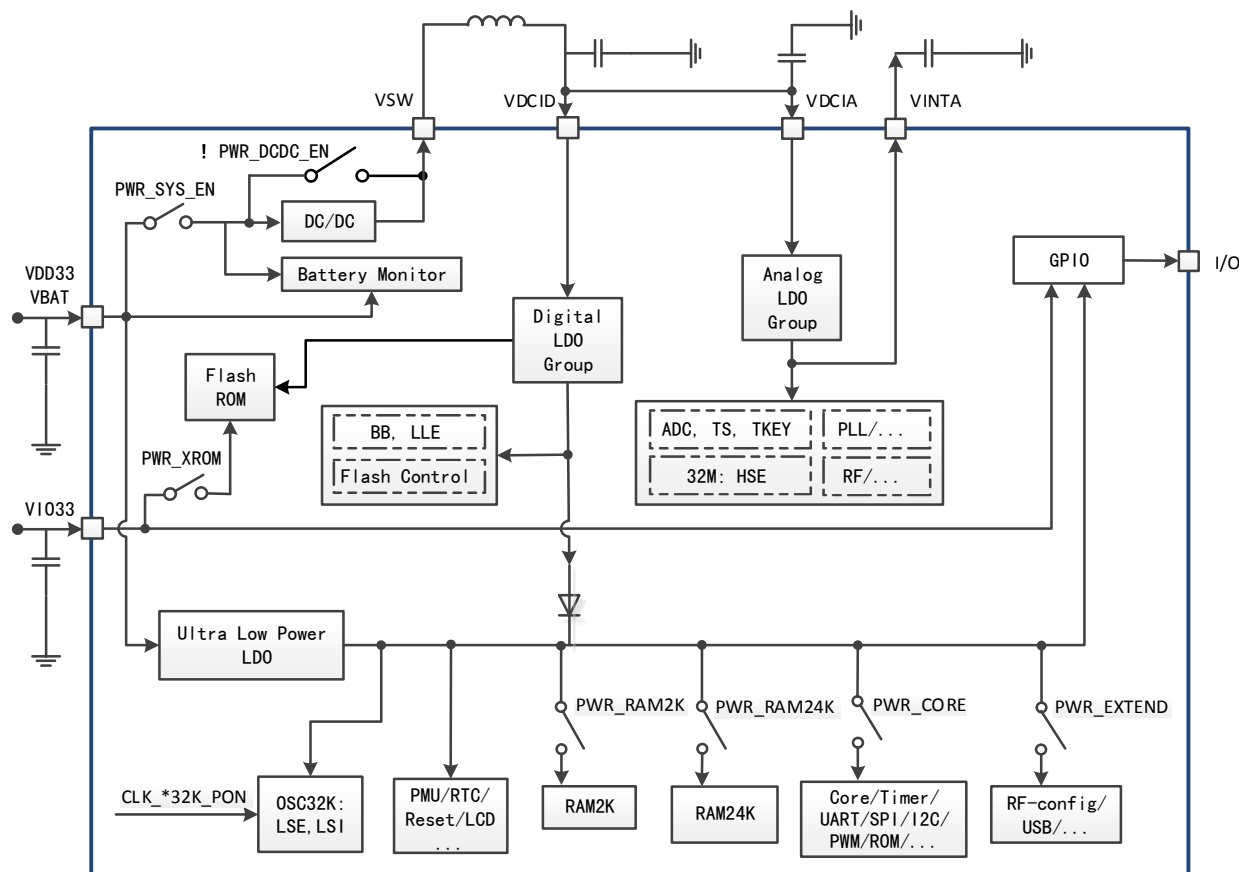 VSW
VDCID
VDCIA
VINTA
! PWR_DCDC_EN
PWR_SYS_EN
DC/DC
Battery Monitor
VDD33
VBAT
GPIO
I/O
Analog
LDO
Group
Digital
LDO
Group
Flash
ROM
BB, LLE
Flash Control
ADC, TS, TKEY
PLL/...
32M: HSE
RF/...
PWR_XROM
VIO33
Ultra Low Power
LDO
PWR_RAM2K
PWR_RAM24K
PWR_CORE
PWR_EXTEND
CLK_*32K_PON
OSC32K:
LSE, LSI
PMU/RTC/
Reset/LCD
...
RAM2K
RAM24K
Core/Timer/
UART/SPI/I2C/
PWM/ROM/...
RF-config/
USB/...